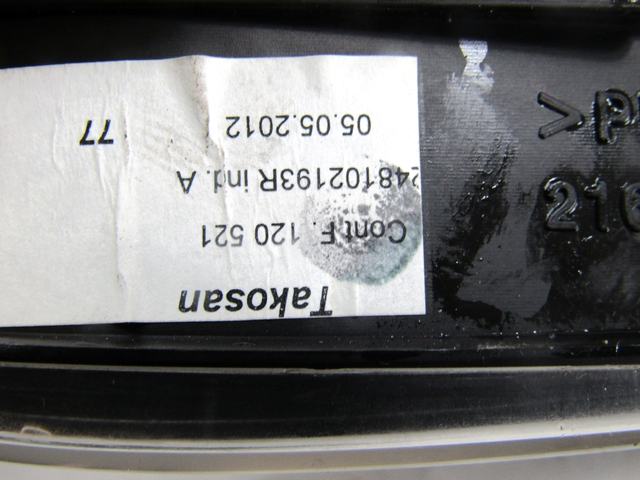 Takosan
Cont F. 120 521
248102193R ind. A
05.05.2012
77